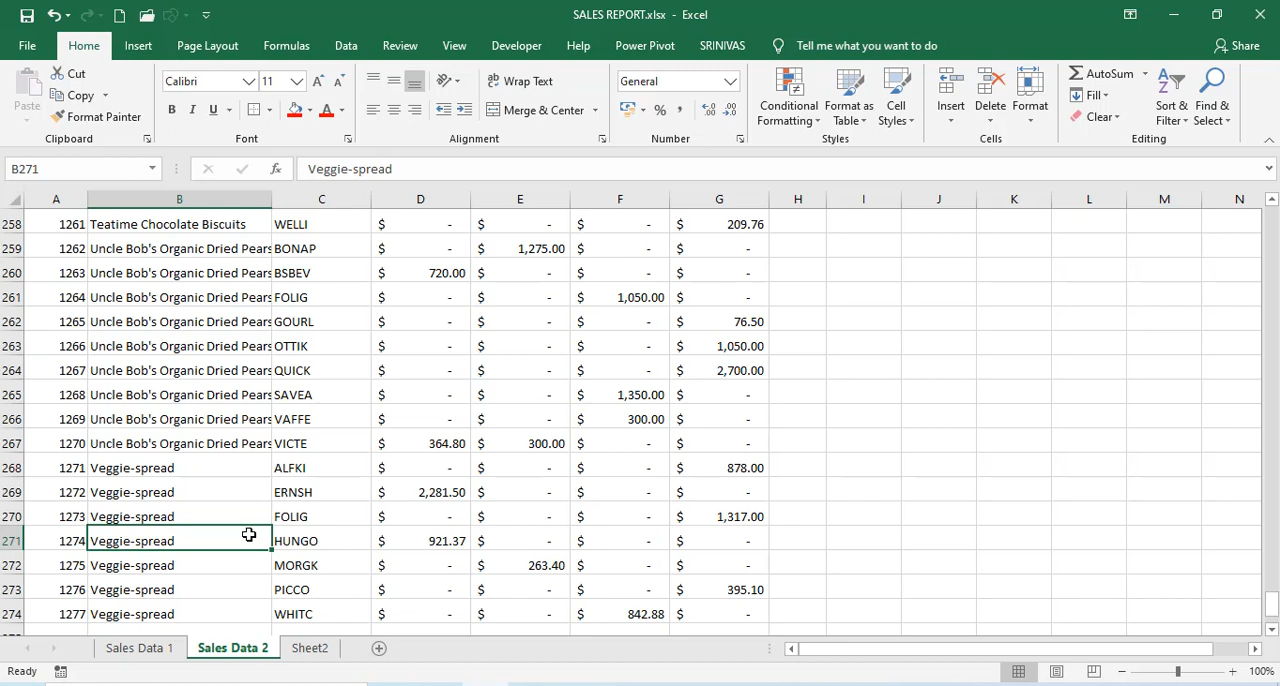 SALES REPORT.xlsx - Excel
File Home Insert Page Layout Formulas Data Review View Developer Help Power Pivot SRINIVAS Tell me what you want to do Share
Paste Cut Copy Format Painter Clipboard
Calibri 11 B I U A Font
Wrap Text Merge & Center Alignment
General % , Number
Conditional Formatting Format as Table Cell Styles Styles
Insert Delete Format Cells
AutoSum Fill Clear Sort & Filter Find & Select Editing
B271 fx Veggie-spread
A B C D E F G H I J K L M N
258 1261 Teatime Chocolate Biscuits WELLI $ - $ - $ - $ 209.76
259 1262 Uncle Bob's Organic Dried Pears BONAP $ - $ 1,275.00 $ - $ -
260 1263 Uncle Bob's Organic Dried Pears BSBEV $ 720.00 $ - $ - $ -
261 1264 Uncle Bob's Organic Dried Pears FOLIG $ - $ - $ 1,050.00 $ -
262 1265 Uncle Bob's Organic Dried Pears GOURL $ - $ - $ - $ 76.50
263 1266 Uncle Bob's Organic Dried Pears OTTIK $ - $ - $ - $ 1,050.00
264 1267 Uncle Bob's Organic Dried Pears QUICK $ - $ - $ - $ 2,700.00
265 1268 Uncle Bob's Organic Dried Pears SAVEA $ - $ - $ 1,350.00 $ -
266 1269 Uncle Bob's Organic Dried Pears VAFFE $ - $ - $ 300.00 $ -
267 1270 Uncle Bob's Organic Dried Pears VICTE $ 364.80 $ 300.00 $ - $ -
268 1271 Veggie-spread ALFKI $ - $ - $ - $ 878.00
269 1272 Veggie-spread ERNSH $ 2,281.50 $ - $ - $ -
270 1273 Veggie-spread FOLIG $ - $ - $ - $ 1,317.00
271 1274 Veggie-spread HUNGO $ 921.37 $ - $ - $ -
272 1275 Veggie-spread MORGK $ - $ 263.40 $ - $ -
273 1276 Veggie-spread PICCO $ - $ - $ - $ 395.10
274 1277 Veggie-spread WHITC $ - $ - $ 842.88 $ -
Sales Data 1 Sales Data 2 Sheet2
Ready 100%